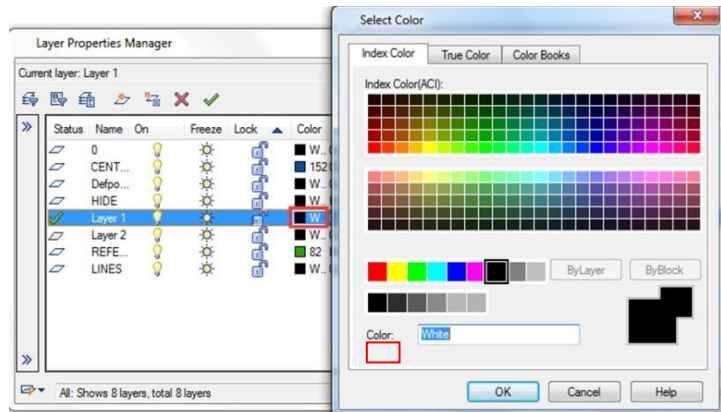 Layer Properties Manager
Current layer: Layer 1
Status Name On Freeze Lock Color
0 W..
CENT... 152
Defpo... W..
HIDE W..
Layer 1 W
Layer 2 W..
REFE... 82
LINES W..
All: Shows 8 layers, total 8 layers
Select Color
Index Color True Color Color Books
Index Color(ACI):
ByLayer ByBlock
Color: White
OK Cancel Help